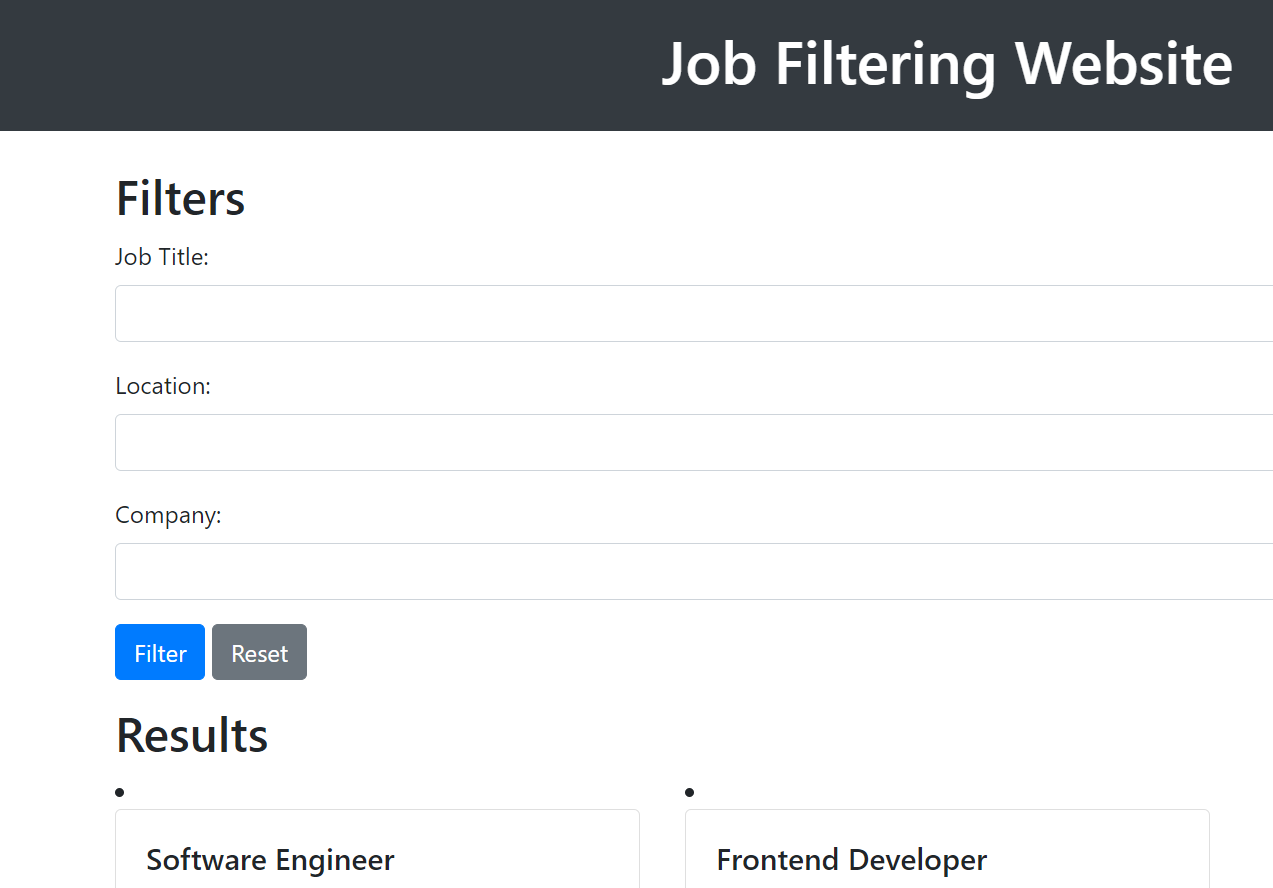 Job Filtering Website
Filters
Job Title:
Location:
Company:
Filter Reset
Results
Software Engineer Frontend Developer